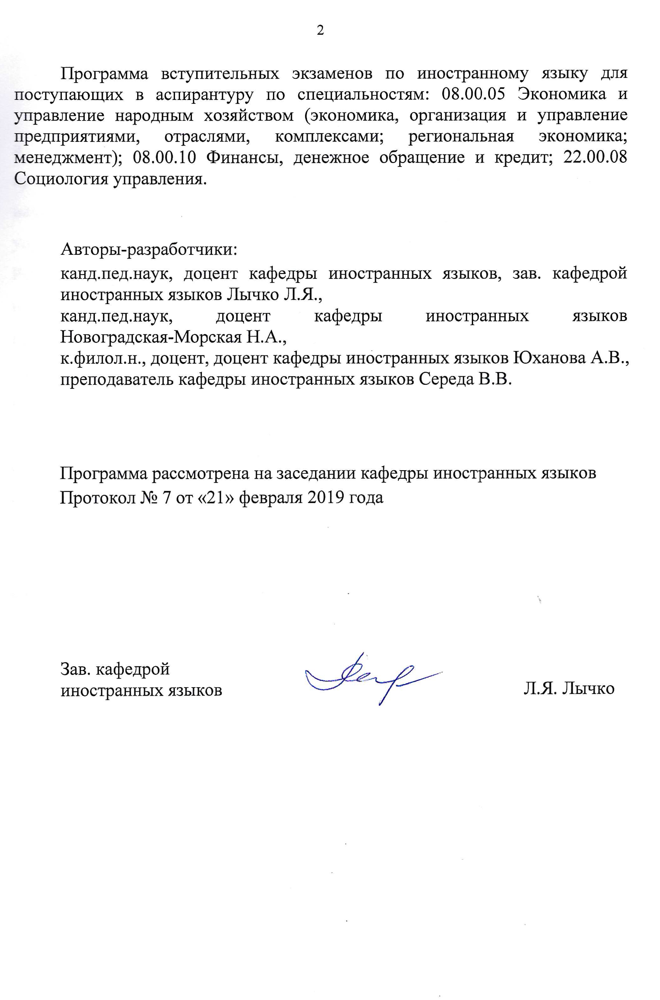 2
Программа вступительных экзаменов по иностранному языку для
поступающих в аспирантуру по специальностям: 08.00.05 Экономика и
управление народным хозяйством (экономика, организация и управление
предприятиями, отраслями, комплексами; региональная экономика;
менеджмент); 08.00.10 Финансы, денежное обращение и кредит; 22.00.08
Социология управления.
Авторы-разработчики:
канд.пед.наук, доцент кафедры иностранных языков, зав. кафедрой
иностранных языков Лычко Л.Я.,
канд.пед.наук, доцент кафедры иностранных языков
Новоградская-Морская Н.А.,
к.филол.н., доцент, доцент кафедры иностранных языков Юханова А.В.,
преподаватель кафедры иностранных языков Середа В.В.
Программа рассмотрена на заседании кафедры иностранных языков
Протокол № 7 от «21» февраля 2019 года
Зав. кафедрой
иностранных языков Л.Я. Лычко